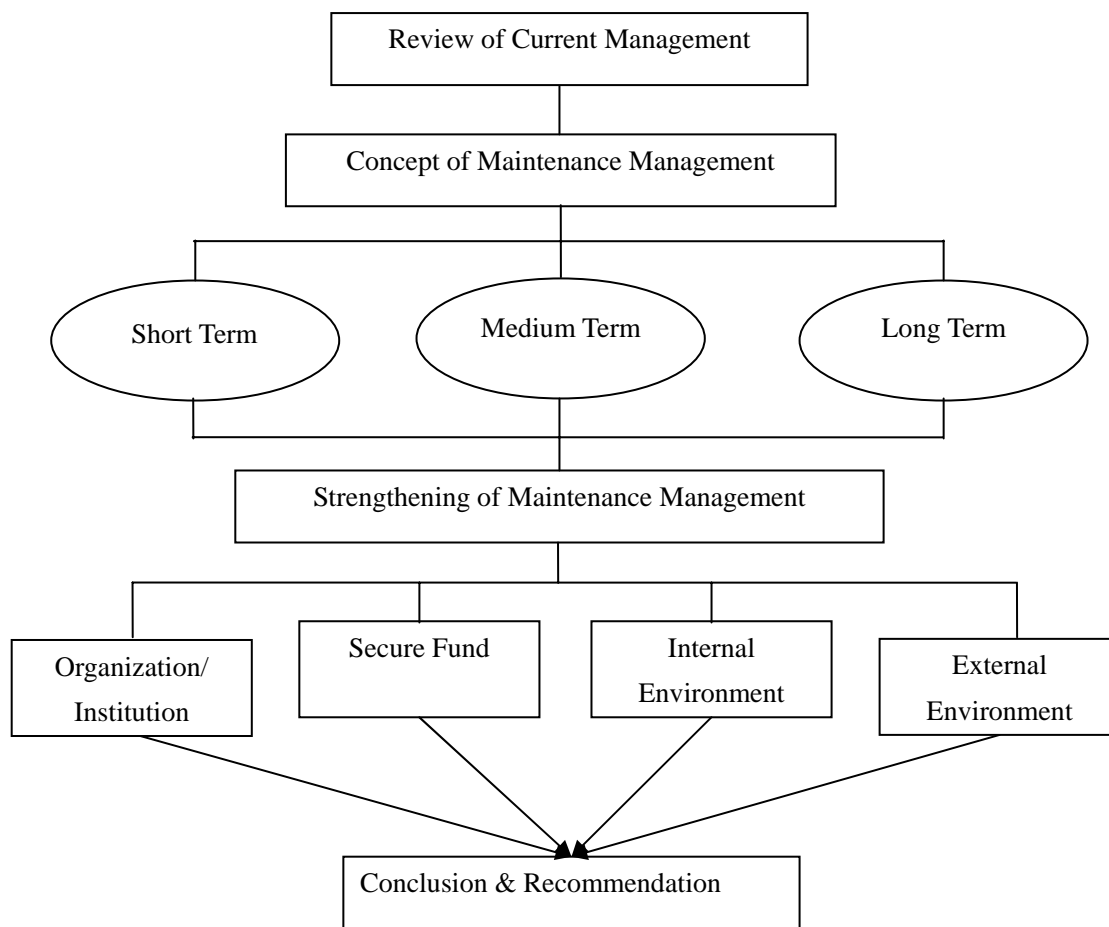 Review of Current Management
Concept of Maintenance Management
Short Term
Medium Term
Long Term
Strengthening of Maintenance Management
Organization/
Institution
Secure Fund
Internal
Environment
External
Environment
Conclusion & Recommendation